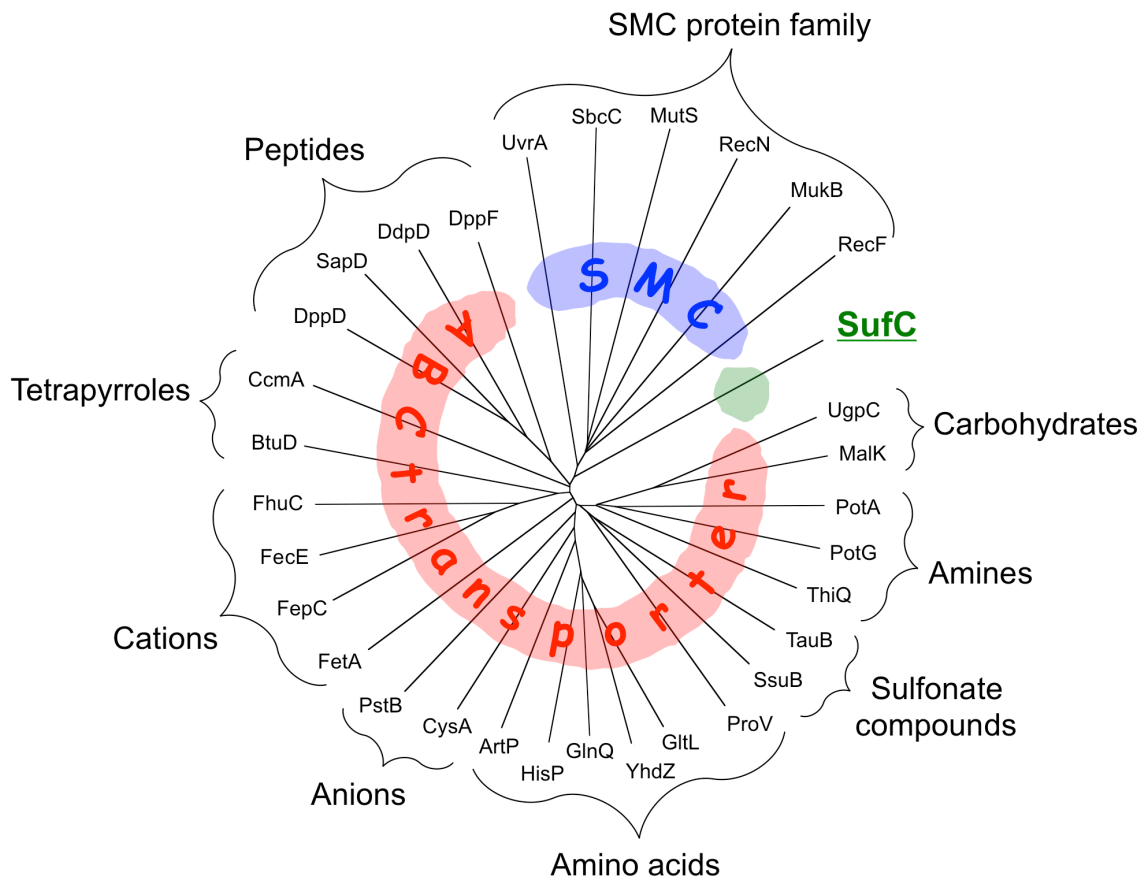 SMC protein family
UvrA
SbcC
MutS
RecN
MukB
RecF
SufC
Peptides
DppF
DdpD
SapD
DppD
Tetrapyrroles
CcmA
BtuD
Cations
FhuC
FecE
FepC
FetA
Anions
PstB
CysA
Amino acids
ArtP
HisP
GlnQ
YhdZ
GltL
ProV
Sulfonate
compounds
SsuB
TauB
Amines
ThiQ
PotG
PotA
Carbohydrates
MalK
UgpC
SMC
ABC transporter